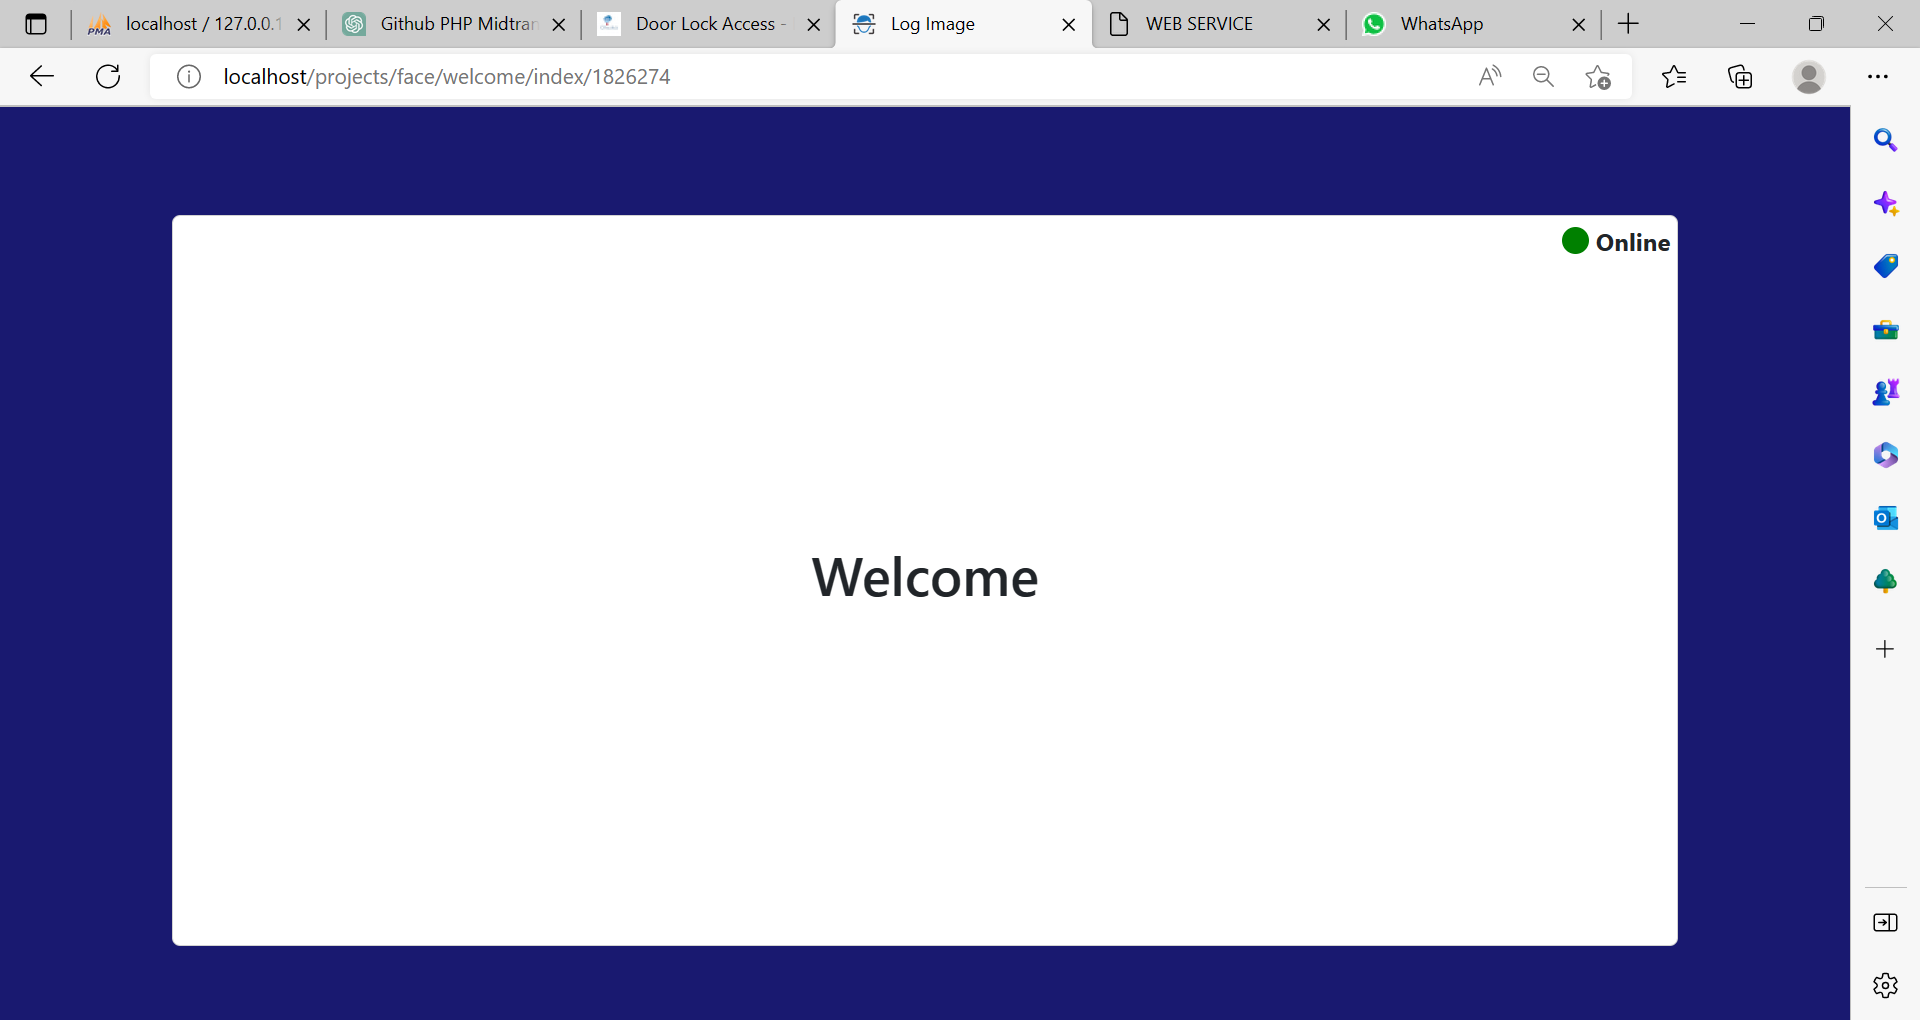 PMA localhost / 127.0.0.1
Github PHP Midtran
Door Lock Access -
Log Image
WEB SERVICE
WhatsApp
localhost/projects/face/welcome/index/1826274
Online
Welcome